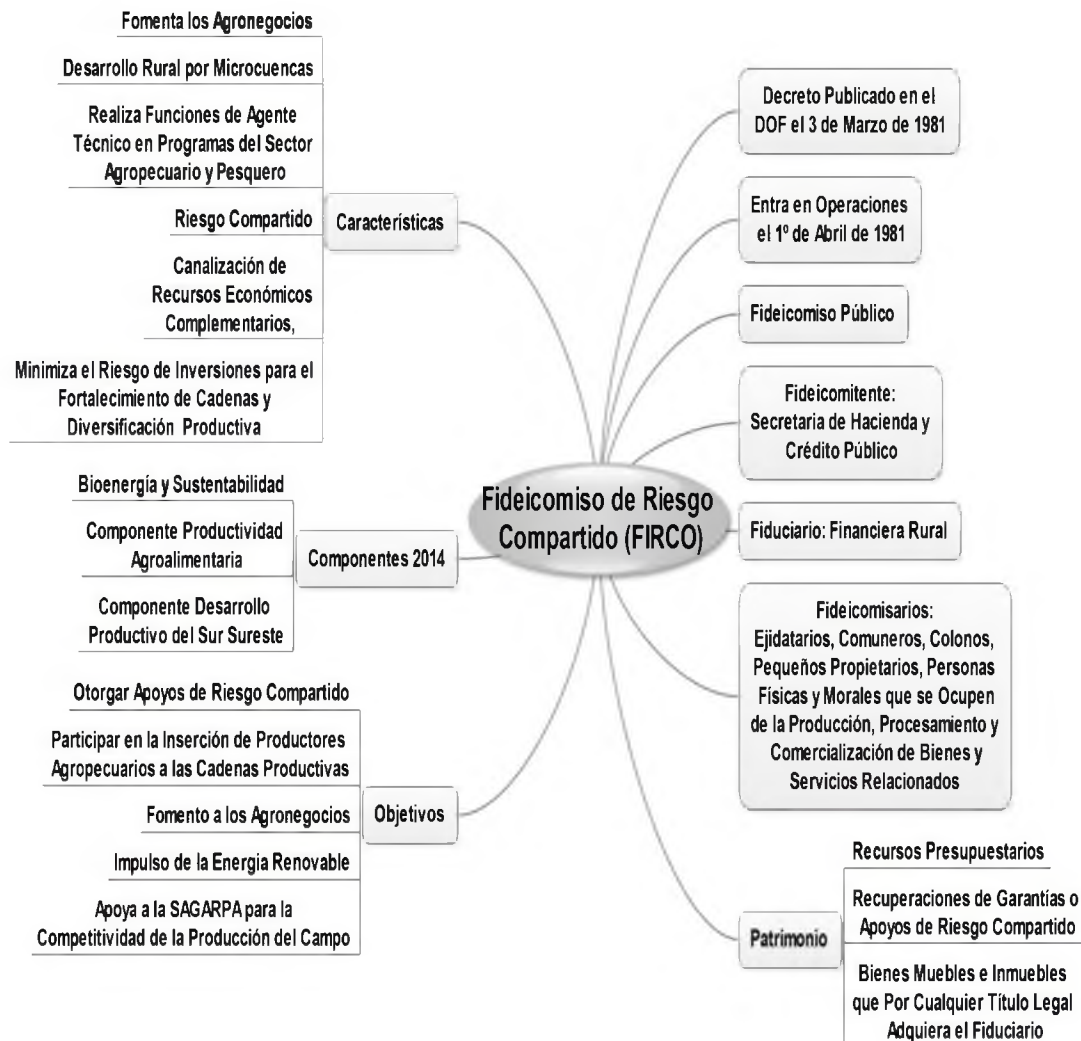 Fomenta los Agronegocios
Desarrollo Rural por Microcuencas
Realiza Funciones de Agente
Técnico en Programas del Sector
Agropecuario y Pesquero
Riesgo Compartido
Canalización de
Recursos Económicos
Complementarios,
Minimiza el Riesgo de Inversiones para el
Fortalecimiento de Cadenas y
Diversificación Productiva
Característícas
Bioenergía y Sustentabilidad
Componente Productividad
Agroalimentaria
Componente Desarrollo
Productivo del Sur Sureste
Componentes 2014
Otorgar Apoyos de Riesgo Compartido
Participar en la Inserción de Productores
Agropecuarios a las Cadenas Productivas
Fomento a los Agronegocios
Impulso de la Energia Renovable
Apoya a la SAGARPA para la
Competitividad de la Producción del Campo
Objetivos
Fideicomiso de Riesgo
Compartido (FIRCO)
Decreto Publicado en el
DOF el 3 de Marzo de 1981
Entra en Operaciones
el 1º de Abril de 1981
Fideicomiso Público
Fideicomitente:
Secretaria de Hacienda y
Crédito Público
Fiduciario: Financiera Rural
Fideicomisarios:
Ejidatarios, Comuneros, Colonos,
Pequeños Propietarios, Personas
Físicas y Morales que se Ocupen
de la Producción, Procesamiento y
Comercialización de Bienes y
Servicios Relacionados
Patrimonio
Recursos Presupuestarios
Recuperaciones de Garantías o
Apoyos de Riesgo Compartido
Bienes Muebles e Inmuebles
que Por Cualquier Título Legal
Adquiera el Fiduciario